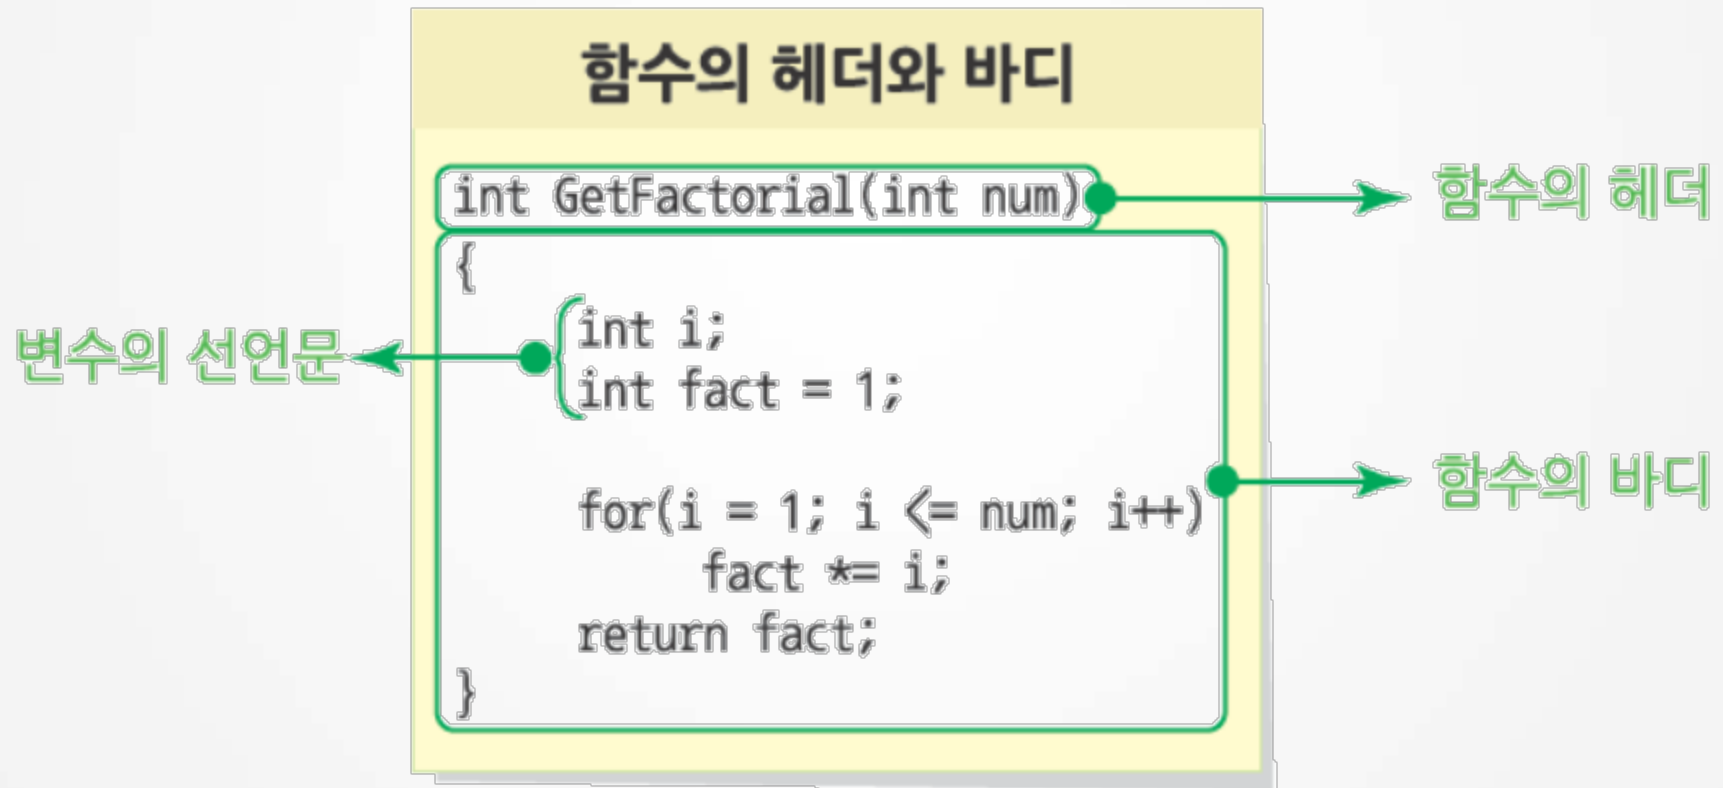 함수의 헤더와 바디
int GetFactorial(int num)
함수의 헤더
{
int i;
변수의 선언문
int fact = 1;
함수의 바디
for(i = 1; i <= num; i++)
fact *= i;
return fact;
}